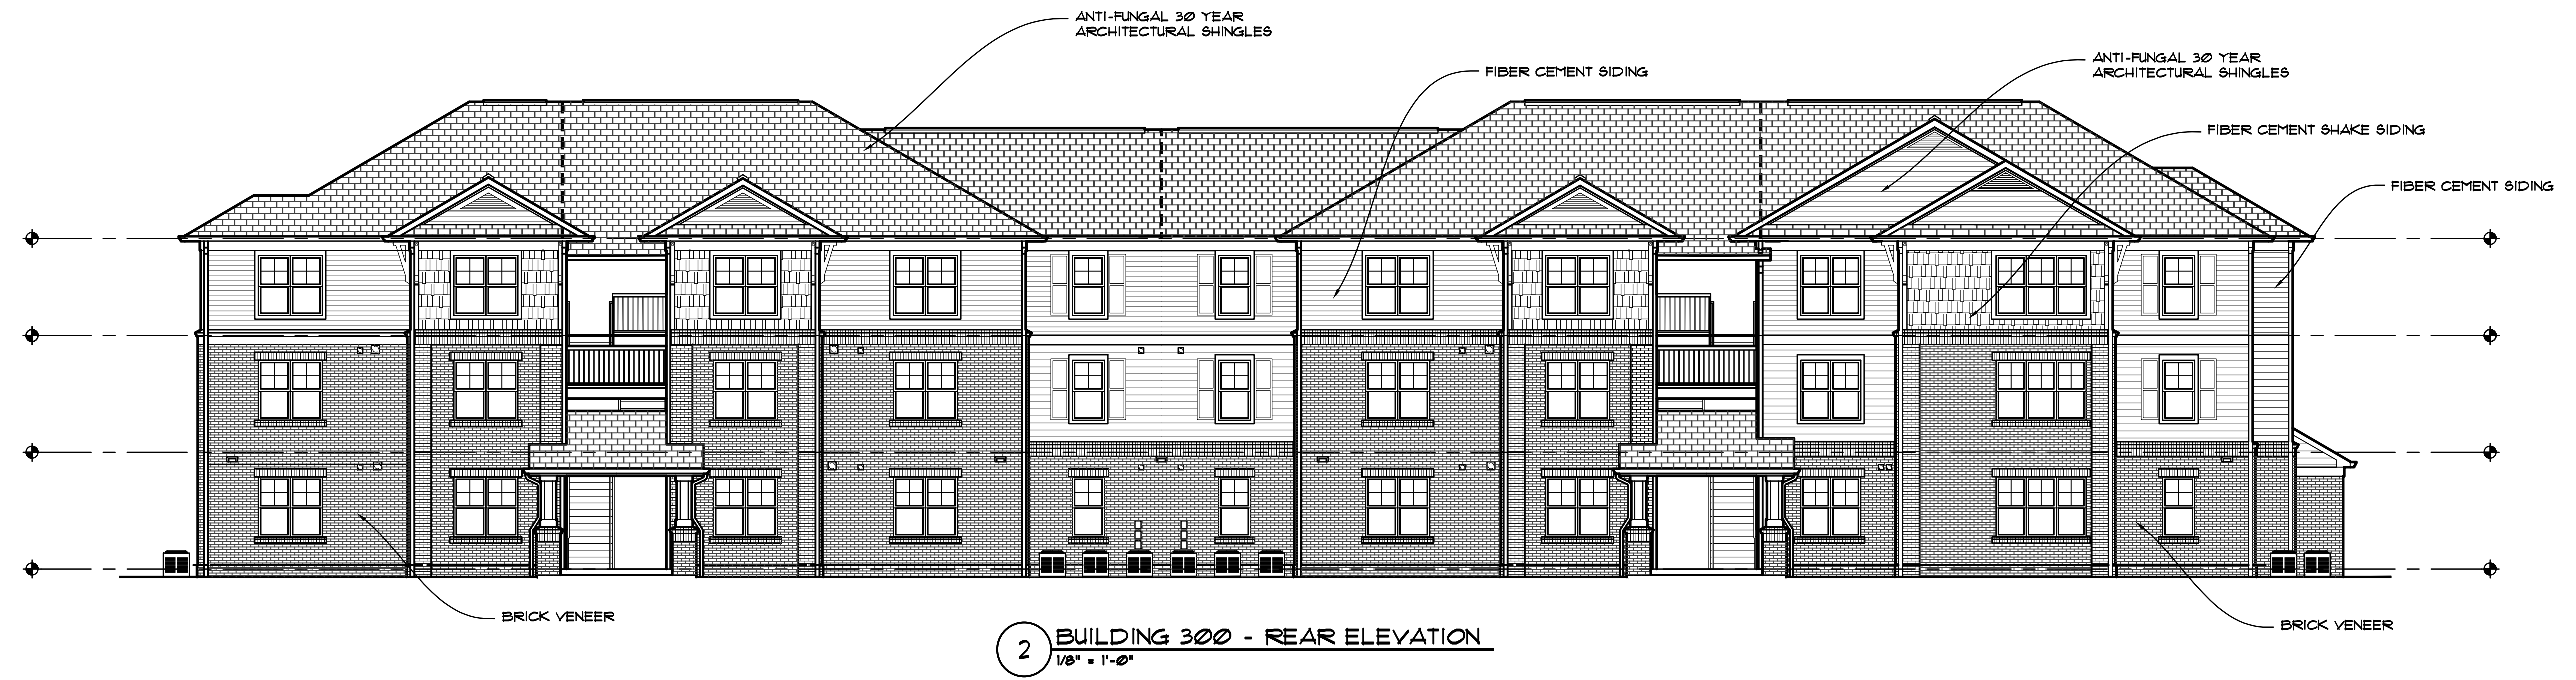 ANTI-FUNGAL 30 YEAR
ARCHITECTURAL SHINGLES
FIBER CEMENT SIDING
ANTI-FUNGAL 30 YEAR
ARCHITECTURAL SHINGLES
FIBER CEMENT SHAKE SIDING
FIBER CEMENT SIDING
BRICK VENEER
BRICK VENEER
2
BUILDING 300 - REAR ELEVATION
1/8" = 1'-0"